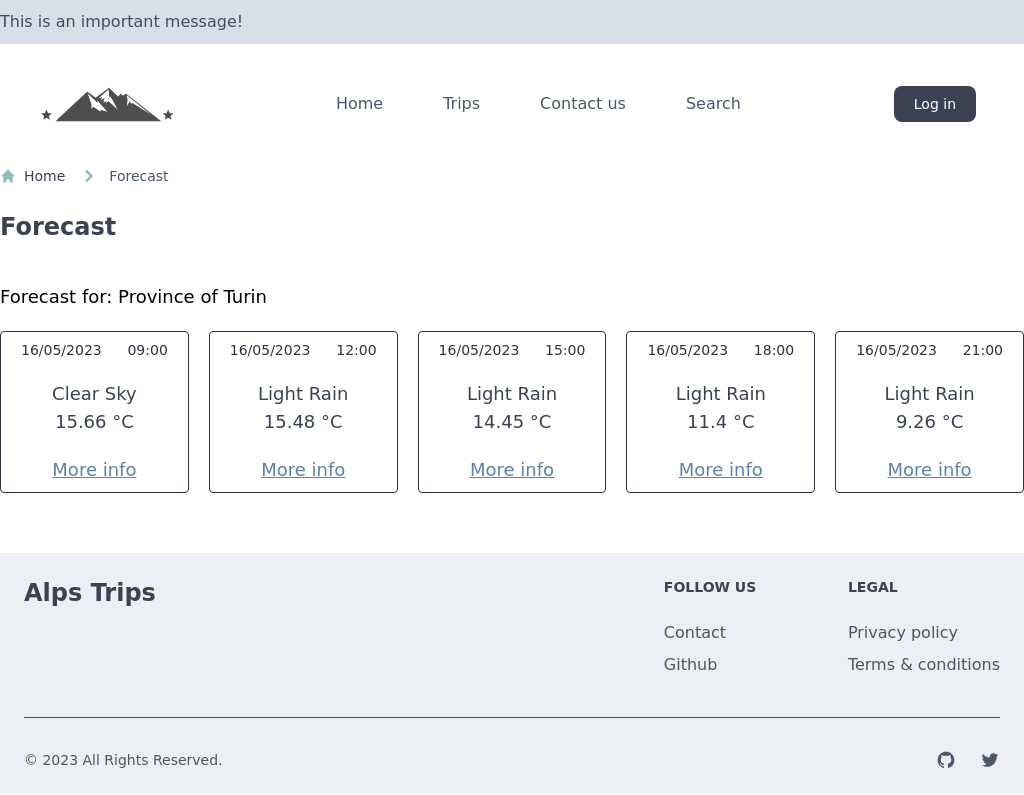 This is an important message!
Home Trips Contact us Search Log in
Home Forecast
Forecast
Forecast for: Province of Turin
16/05/2023 09:00
Clear Sky
15.66 °C
More info
16/05/2023 12:00
Light Rain
15.48 °C
More info
16/05/2023 15:00
Light Rain
14.45 °C
More info
16/05/2023 18:00
Light Rain
11.4 °C
More info
16/05/2023 21:00
Light Rain
9.26 °C
More info
Alps Trips
FOLLOW US
Contact
Github
LEGAL
Privacy policy
Terms & conditions
© 2023 All Rights Reserved.